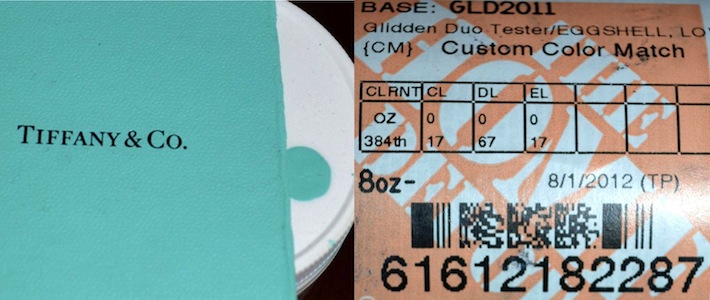 TIFFANY & CO.
BASE: GLD2011
Glidden Duo Tester/EGGSHELL, LO
{CM} Custom Color Match
CLRNT CL DL EL
OZ 0 0 0
384th 17 67 17
8oz- 8/1/2012 (TP)
61612182287
THE